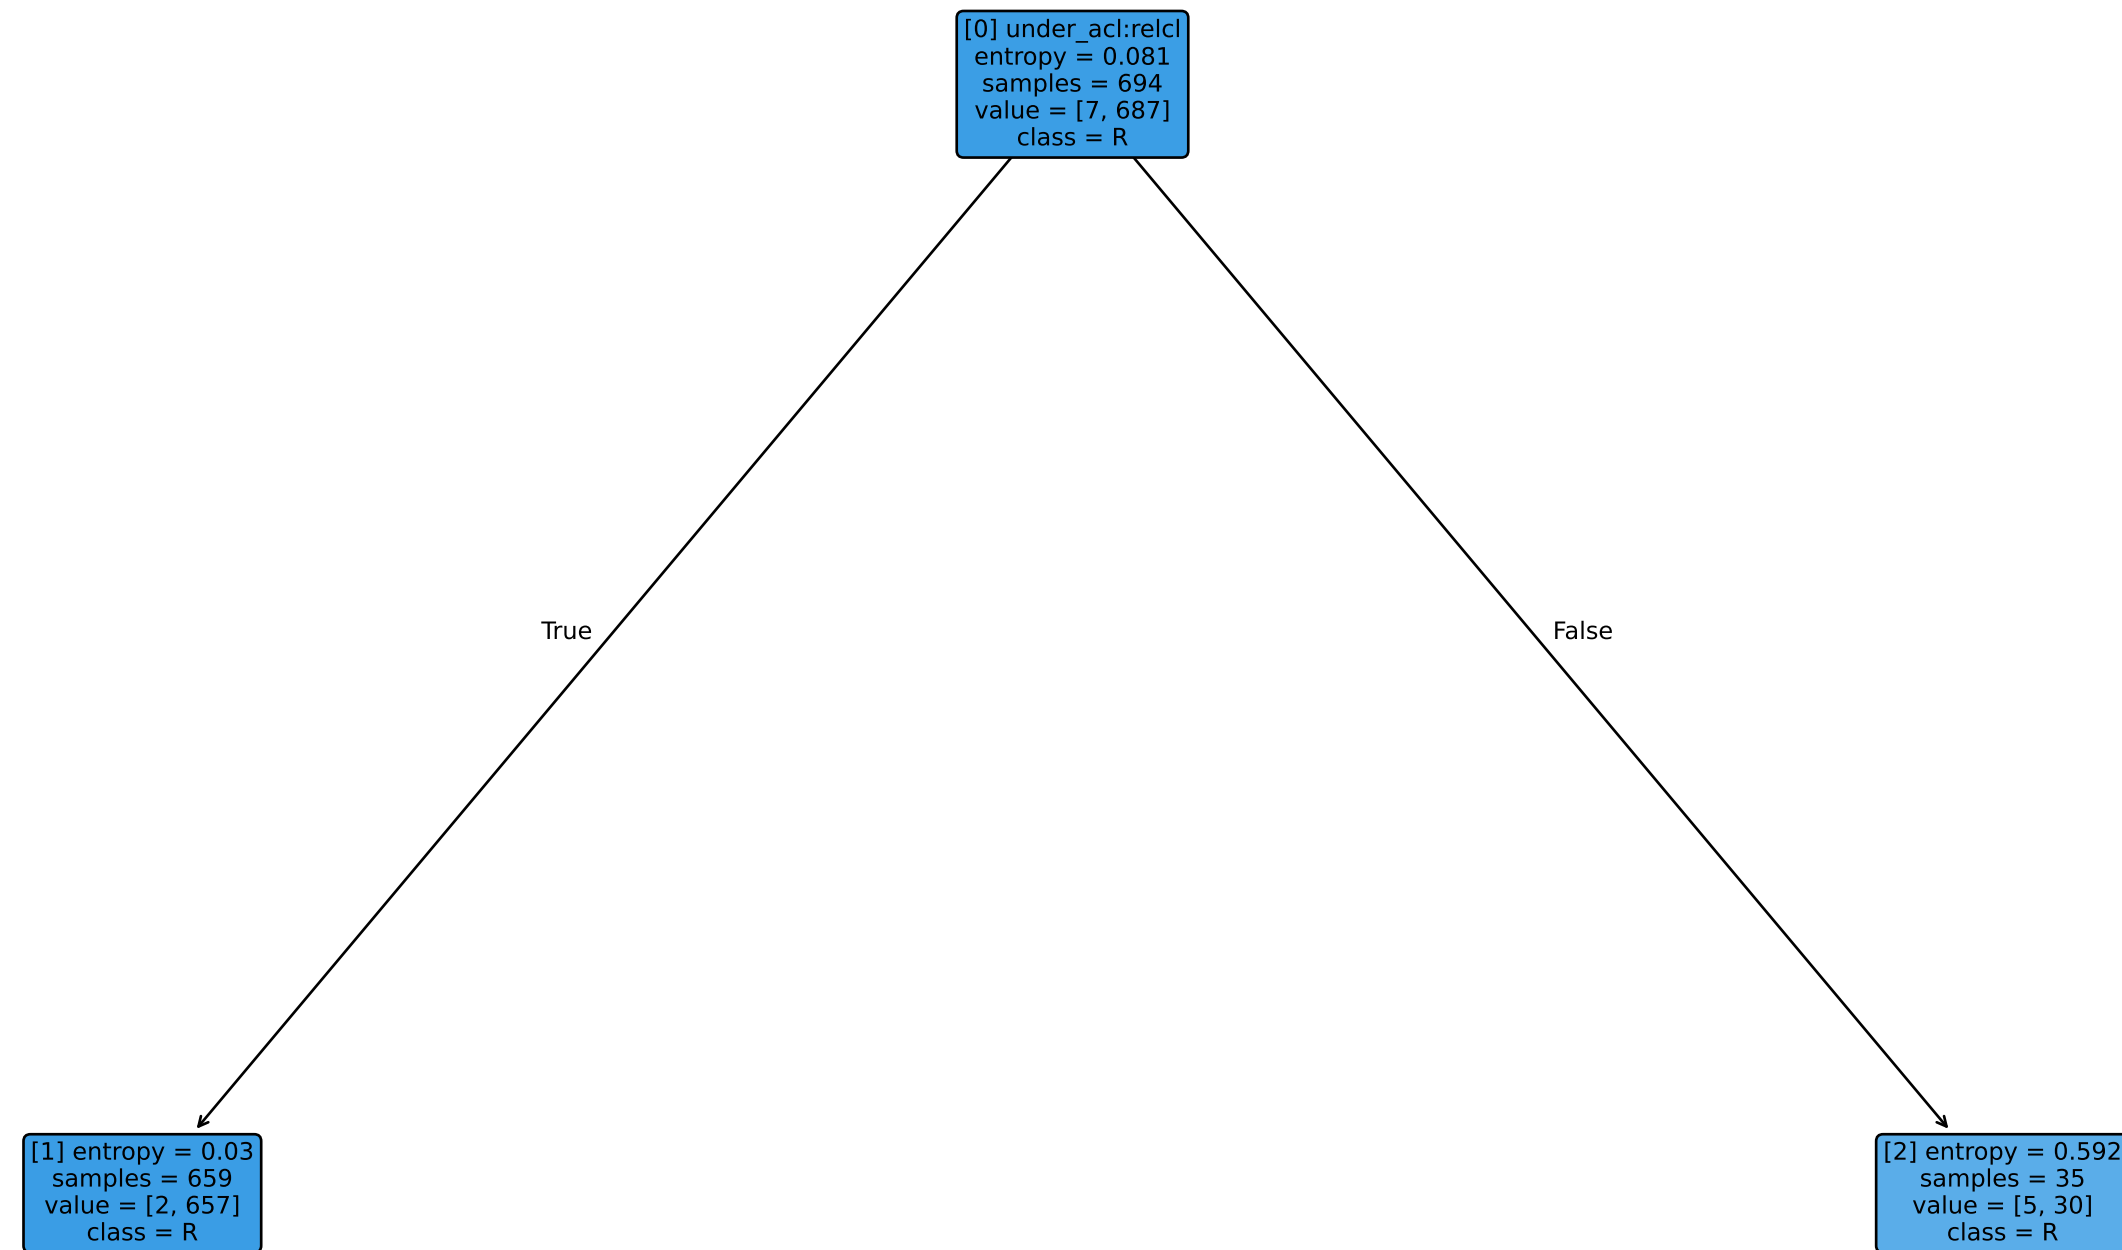 [0] under_acl:relcl
entropy = 0.081
samples = 694
value = [7, 687]
class = R
True
False
[1] entropy = 0.03
samples = 659
value = [2, 657]
class = R
[2] entropy = 0.592
samples = 35
value = [5, 30]
class = R